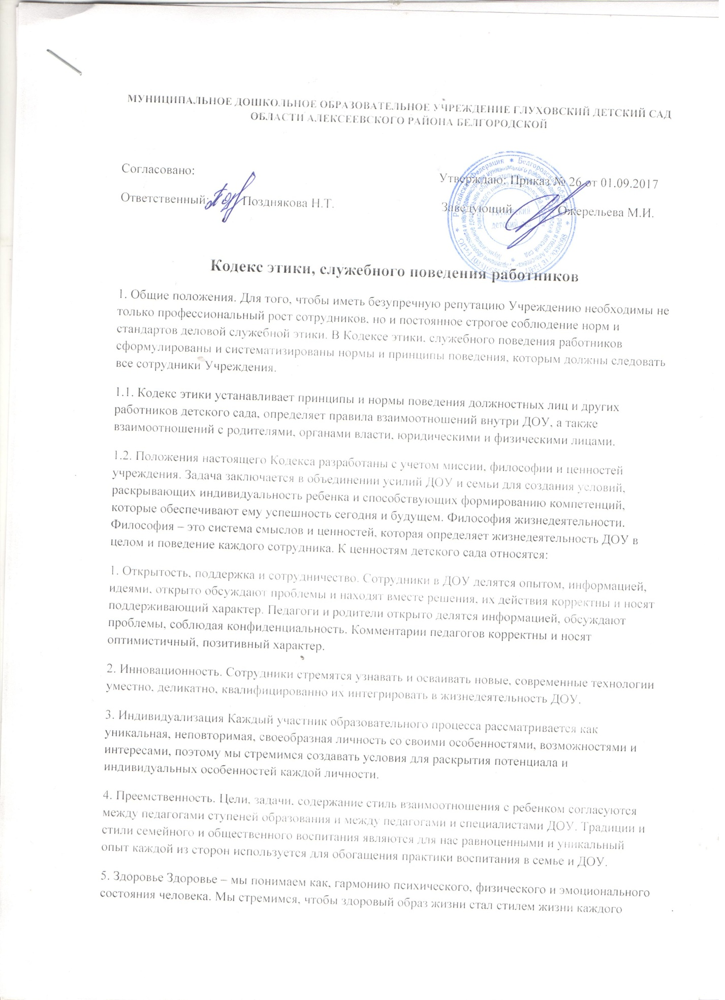 МУНИЦИПАЛЬНОЕ ДОШКОЛЬНОЕ ОБРАЗОВАТЕЛЬНОЕ УЧРЕЖДЕНИЕ ГЛУХОВСКИЙ ДЕТСКИЙ САД
ОБЛАСТИ АЛЕКСЕЕВСКОГО РАЙОНА БЕЛГОРОДСКОЙ
Согласовано:
Утверждаю: Приказ № 26 от 01.09.2017
Ответственный: Позднякова Н.Т.
Заведующий Ожерельева М.И.
Российская Федерация * Белгородская область *
Глуховский
детский сад
Кодекс этики, служебного поведения работников
1. Общие положения. Для того, чтобы иметь безупречную репутацию Учреждению необходимы не
только профессиональный рост сотрудников, но и постоянное строгое соблюдение норм и
стандартов деловой служебной этики. В Кодексе этики, служебного поведения работников
сформулированы и систематизированы нормы и принципы поведения, которым должны следовать
все сотрудники Учреждения.
1.1. Кодекс этики устанавливает принципы и нормы поведения должностных лиц и других
работников детского сада, определяет правила взаимоотношений внутри ДОУ, а также
взаимоотношений с родителями, органами власти, юридическими и физическими лицами.
1.2. Положения настоящего Кодекса разработаны с учетом миссии, философии и ценностей
учреждения. Задача заключается в объединении усилий ДОУ и семьи для создания условий,
раскрывающих индивидуальность ребенка и способствующих формированию компетенций,
которые обеспечивают ему успешность сегодня и будущем. Философия жизнедеятельности.
Философия – это система смыслов и ценностей, которая определяет жизнедеятельность ДОУ в
целом и поведение каждого сотрудника. К ценностям детского сада относятся:
1. Открытость, поддержка и сотрудничество. Сотрудники в ДОУ делятся опытом, информацией,
идеями, открыто обсуждают проблемы и находят вместе решения, их действия корректны и носят
поддерживающий характер. Педагоги и родители открыто делятся информацией, обсуждают
проблемы, соблюдая конфиденциальность. Комментарии педагогов корректны и носят
оптимистичный, позитивный характер.
2. Инновационность. Сотрудники стремятся узнавать и осваивать новые, современные технологии
уместно, деликатно, квалифицированно их интегрировать в жизнедеятельность ДОУ.
3. Индивидуализация Каждый участник образовательного процесса рассматривается как
уникальная, неповторимая, своеобразная личность со своими особенностями, возможностями и
интересами, поэтому мы стремимся создавать условия для раскрытия потенциала и
индивидуальных особенностей каждой личности.
4. Преемственность. Цели, задачи, содержание стиль взаимоотношения с ребенком согласуются
между педагогами ступеней образования и между педагогами и специалистами ДОУ. Традиции и
стили семейного и общественного воспитания являются для нас равноценными и уникальный
опыт каждой из сторон используется для обогащения практики воспитания в семье и ДОУ.
5. Здоровье Здоровье – мы понимаем как, гармонию психического, физического и эмоционального
состояния человека. Мы стремимся, чтобы здоровый образ жизни стал стилем жизни каждого